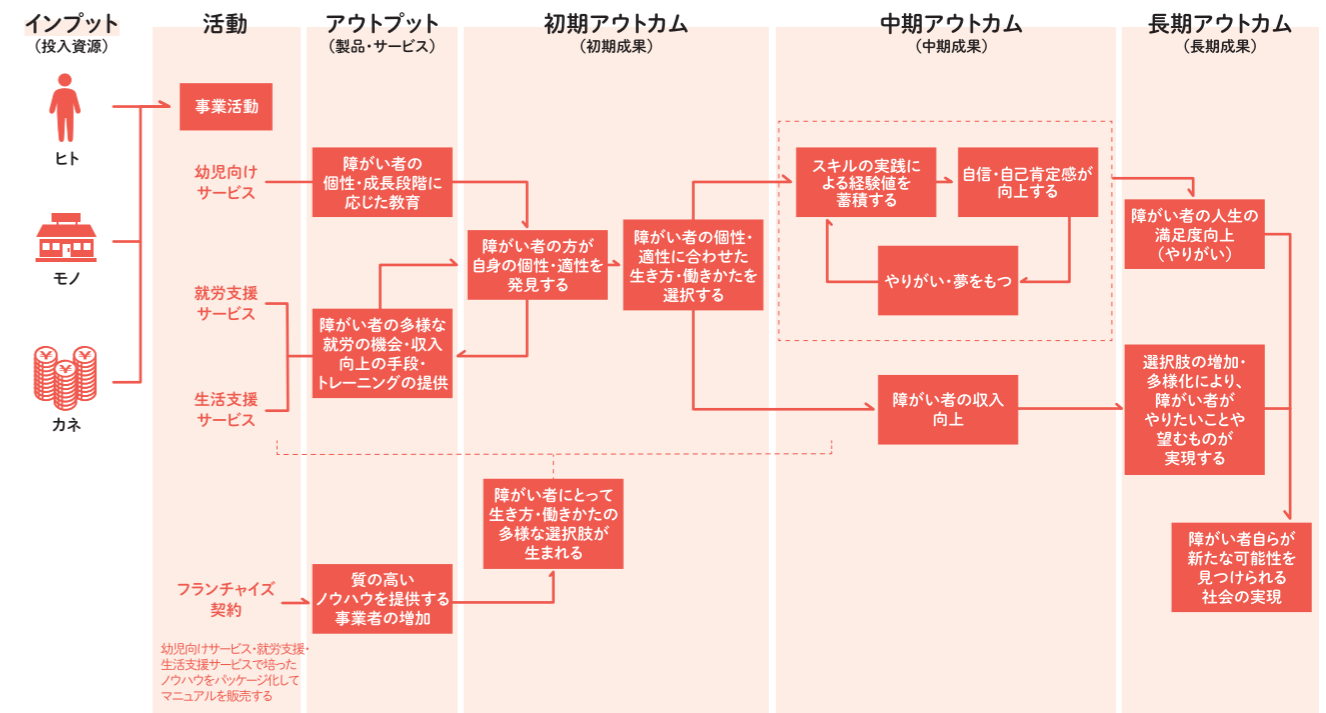 インプット
（投入資源）
ヒト
モノ
¥
¥
¥
カネ
活動
事業活動
幼児向け
サービス
就労支援
サービス
生活支援
サービス
フランチャイズ
契約
幼児向けサービス・就労支援・
生活支援サービスで培った
ノウハウをパッケージ化して
マニュアルを販売する
アウトプット
（製品・サービス）
障がい者の
個性・成長段階に
応じた教育
障がい者の多様な
就労の機会・収入
向上の手段・
トレーニングの提供
質の高い
ノウハウを提供する
事業者の増加
初期アウトカム
（初期成果）
障がい者の方が
自身の個性・適性を
発見する
障がい者の個性・
適性に合わせた
生き方・働きかたを
選択する
障がい者にとって
生き方・働きかたの
多様な選択肢が
生まれる
中期アウトカム
（中期成果）
スキルの実践に
よる経験値を
蓄積する
自信・自己肯定感が
向上する
やりがい・夢をもつ
障がい者の収入
向上
長期アウトカム
（長期成果）
障がい者の人生の
満足度向上
（やりがい）
選択肢の増加・
多様化により、
障がい者が
やりたいことや
望むものが
実現する
障がい者自らが
新たな可能性を
見つけられる
社会の実現